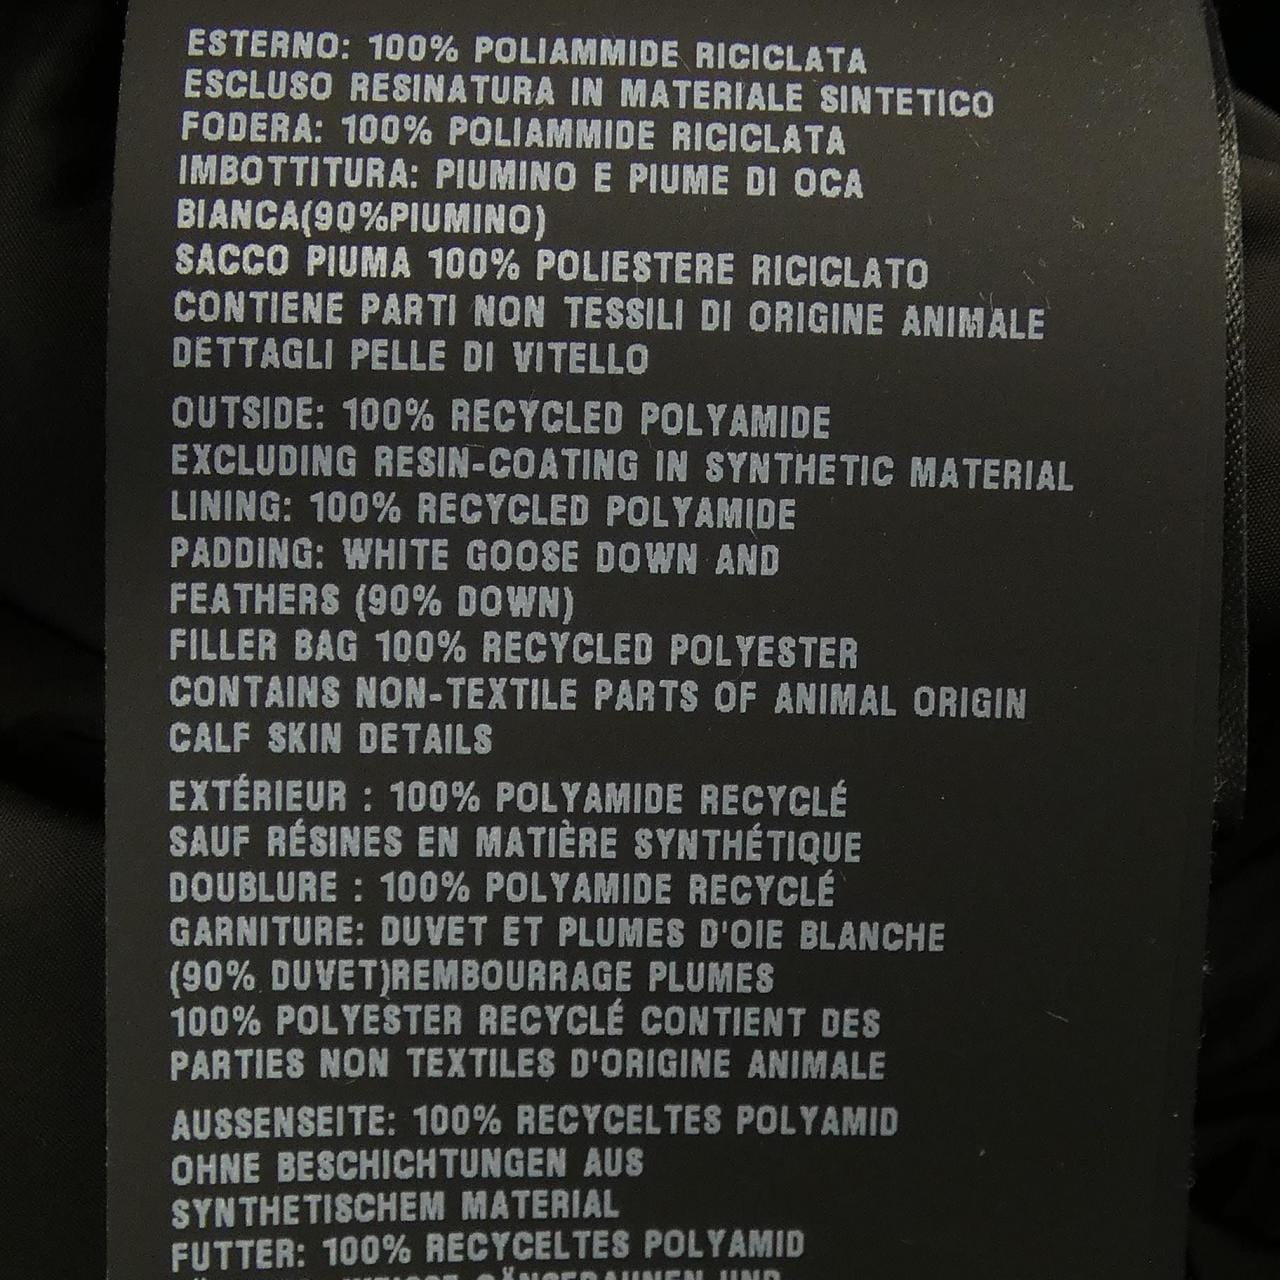 ESTERNO: 100% POLIAMMIDE RICICLATA
ESCLUSO RESINATURA IN MATERIALE SINTETICO
FODERA: 100% POLIAMMIDE RICICLATA
IMBOTTITURA: PIUMINO E PIUME DI OCA
BIANCA(90%PIUMINO)
SACCO PIUMA 100% POLIESTERE RICICLATO
CONTIENE PARTI NON TESSILI DI ORIGINE ANIMALE
DETTAGLI PELLE DI VITELLO
OUTSIDE: 100% RECYCLED POLYAMIDE
EXCLUDING RESIN-COATING IN SYNTHETIC MATERIAL
LINING: 100% RECYCLED POLYAMIDE
PADDING: WHITE GOOSE DOWN AND
FEATHERS (90% DOWN)
FILLER BAG 100% RECYCLED POLYESTER
CONTAINS NON-TEXTILE PARTS OF ANIMAL ORIGIN
CALF SKIN DETAILS
EXTÉRIEUR : 100% POLYAMIDE RECYCLÉ
SAUF RÉSINES EN MATIÈRE SYNTHÉTIQUE
DOUBLURE : 100% POLYAMIDE RECYCLÉ
GARNITURE: DUVET ET PLUMES D'OIE BLANCHE
(90% DUVET)REMBOURRAGE PLUMES
100% POLYESTER RECYCLÉ CONTIENT DES
PARTIES NON TEXTILES D'ORIGINE ANIMALE
AUSSENSEITE: 100% RECYCELTES POLYAMID
OHNE BESCHICHTUNGEN AUS
SYNTHETISCHEM MATERIAL
FUTTER: 100% RECYCELTES POLYAMID